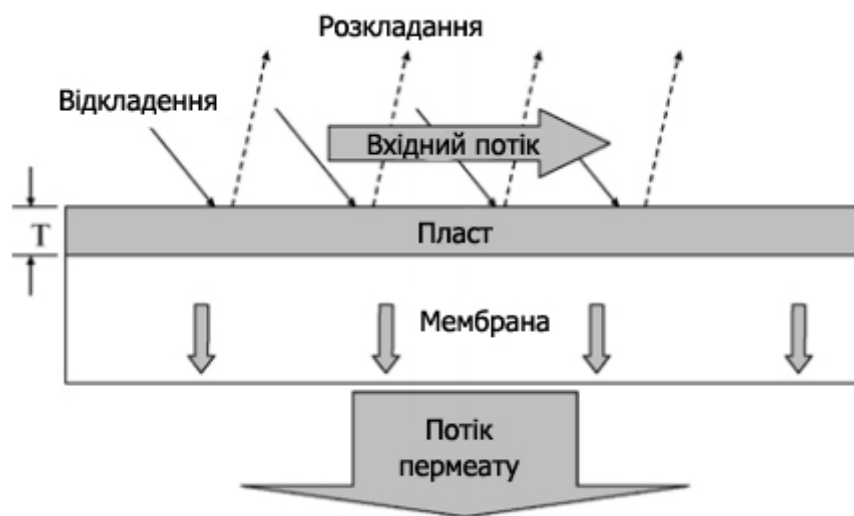 Розкладання
Відкладення
Вхідний потік
T
Пласт
Мембрана
Потік
пермеату